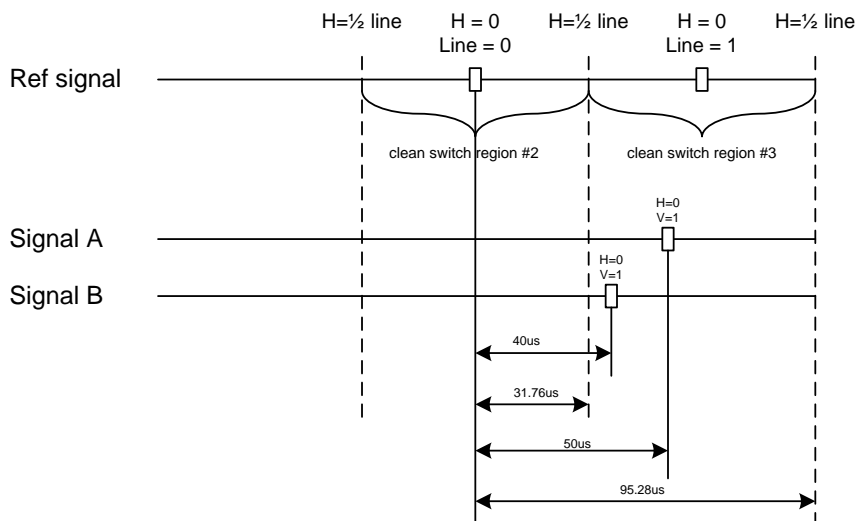 H=½ line
H = 0
Line = 0
H=½ line
H = 0
Line = 1
H=½ line
Ref signal
clean switch region #2
clean switch region #3
H=0
V=1
Signal A
H=0
V=1
Signal B
40us
31.76us
50us
95.28us